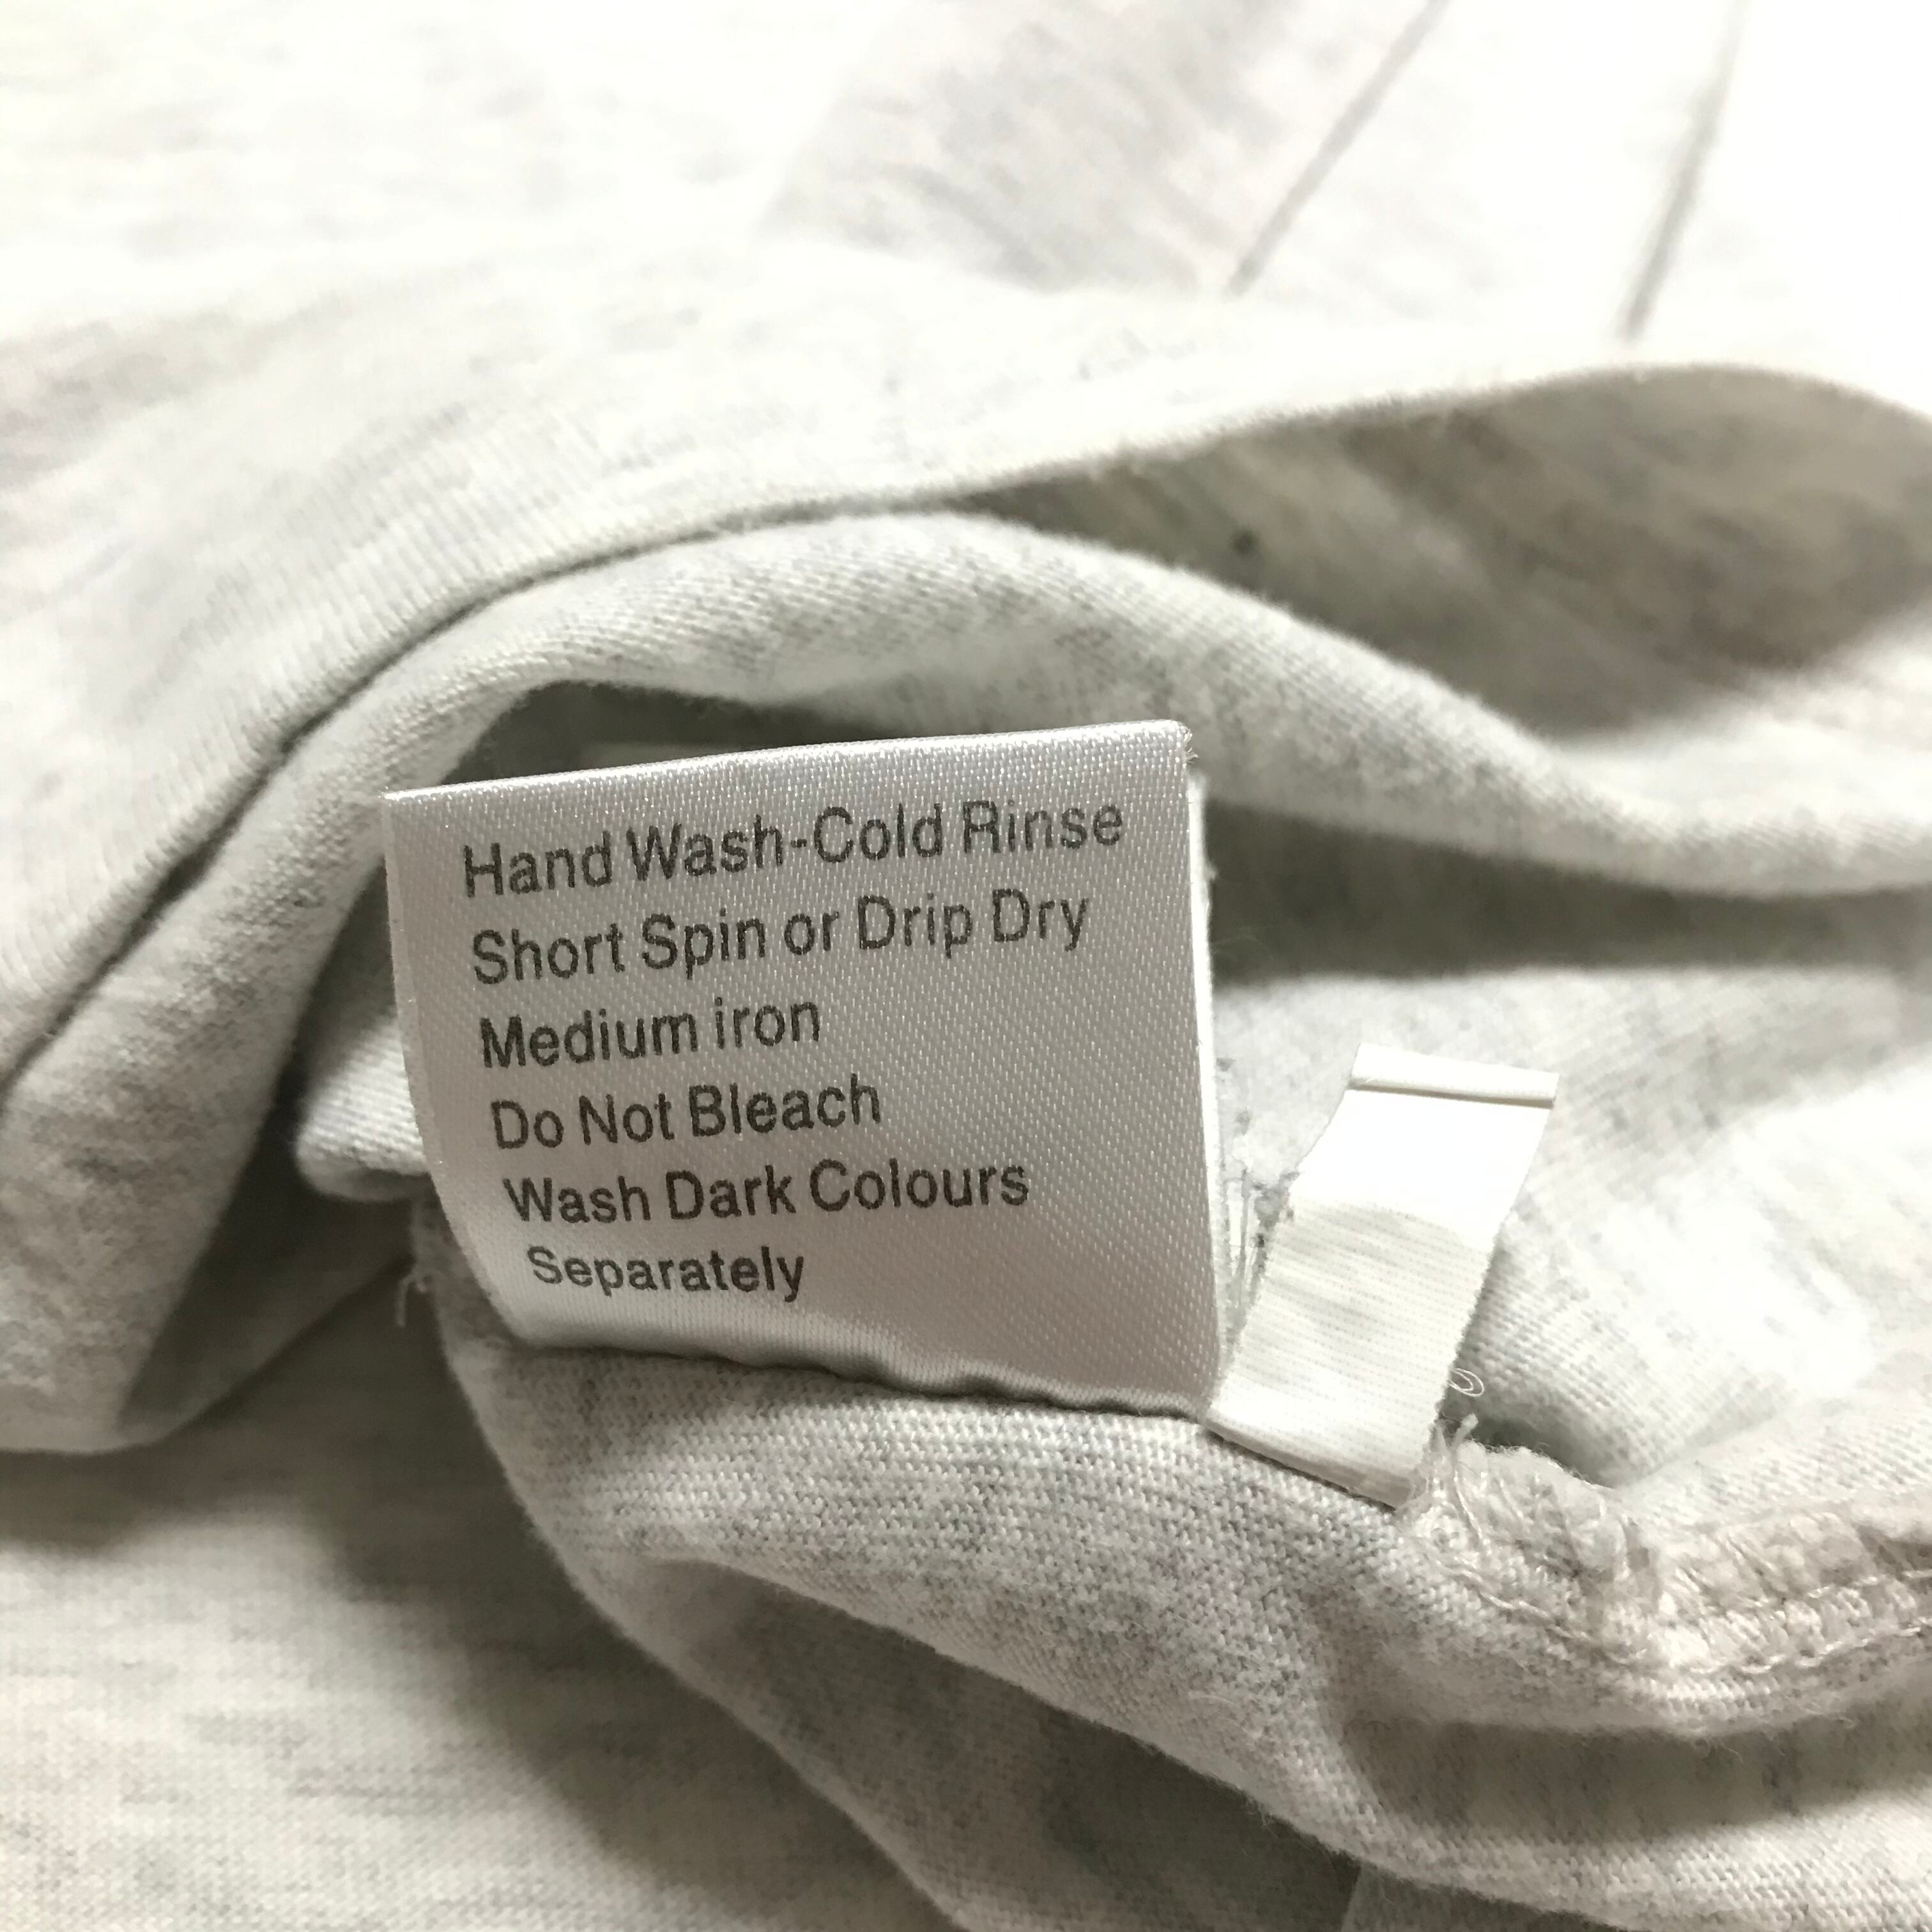 Hand Wash-Cold Rinse
Short Spin or Drip Dry
Medium iron
Do Not Bleach
Wash Dark Colours
Separately